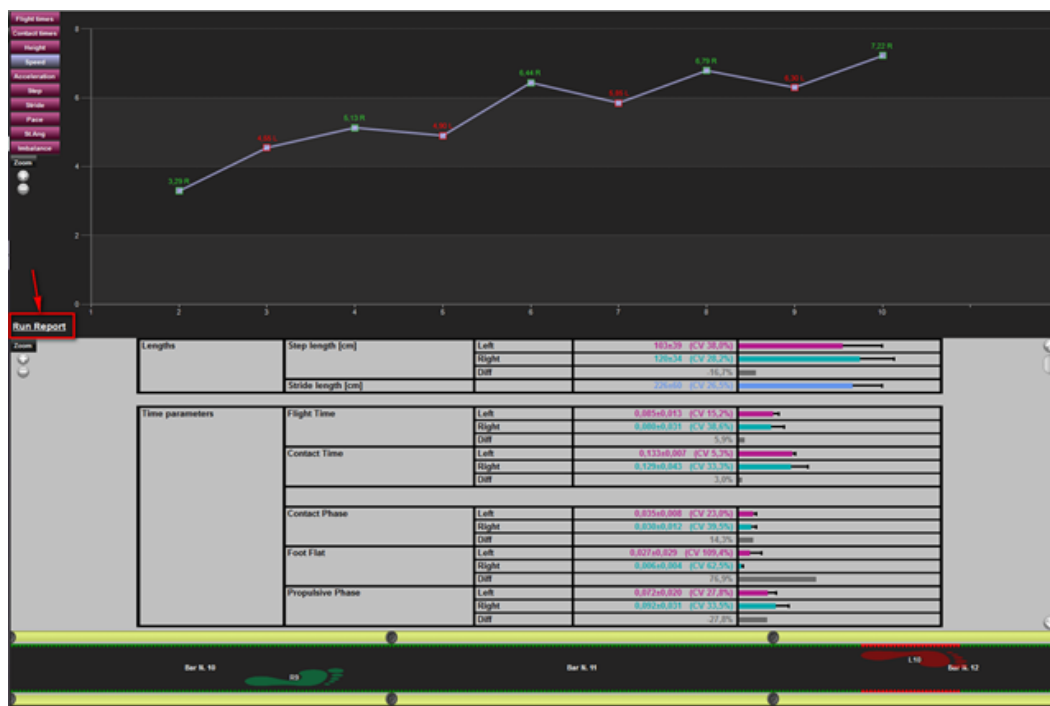 Flight times
Contact times
Height
Speed
Acceleration
Step
Stride
Pace
St.Ang
Imbalance
Zoom
8
6
4
2
0
3,29 R
5,13 R
4,90 L
6,44 R
5,85 L
6,79 R
6,30 L
7,22 R
1 2 3 4 5 6 7 8 9 10
Run Report
Zoom
Lengths Step length [cm] Left 103±39 (CV 38,0%)
Right 120±34 (CV 28,2%)
Diff -16,7%
Stride length [cm] 226±60 (CV 26,5%)
Time parameters Flight Time Left 0,085±0,013 (CV 15,2%)
Right 0,080±0,031 (CV 38,6%)
Diff 5,9%
Contact Time Left 0,133±0,007 (CV 5,3%)
Right 0,129±0,043 (CV 33,3%)
Diff 3,0%
Contact Phase Left 0,035±0,008 (CV 23,0%)
Right 0,030±0,012 (CV 39,5%)
Diff 14,3%
Foot Flat Left 0,027±0,029 (CV 109,4%)
Right 0,006±0,004 (CV 62,5%)
Diff 76,9%
Propulsive Phase Left 0,072±0,020 (CV 27,8%)
Right 0,092±0,031 (CV 33,5%)
Diff -27,8%
Bar N. 10 R9 Bar N. 11 L10 Bar N. 12